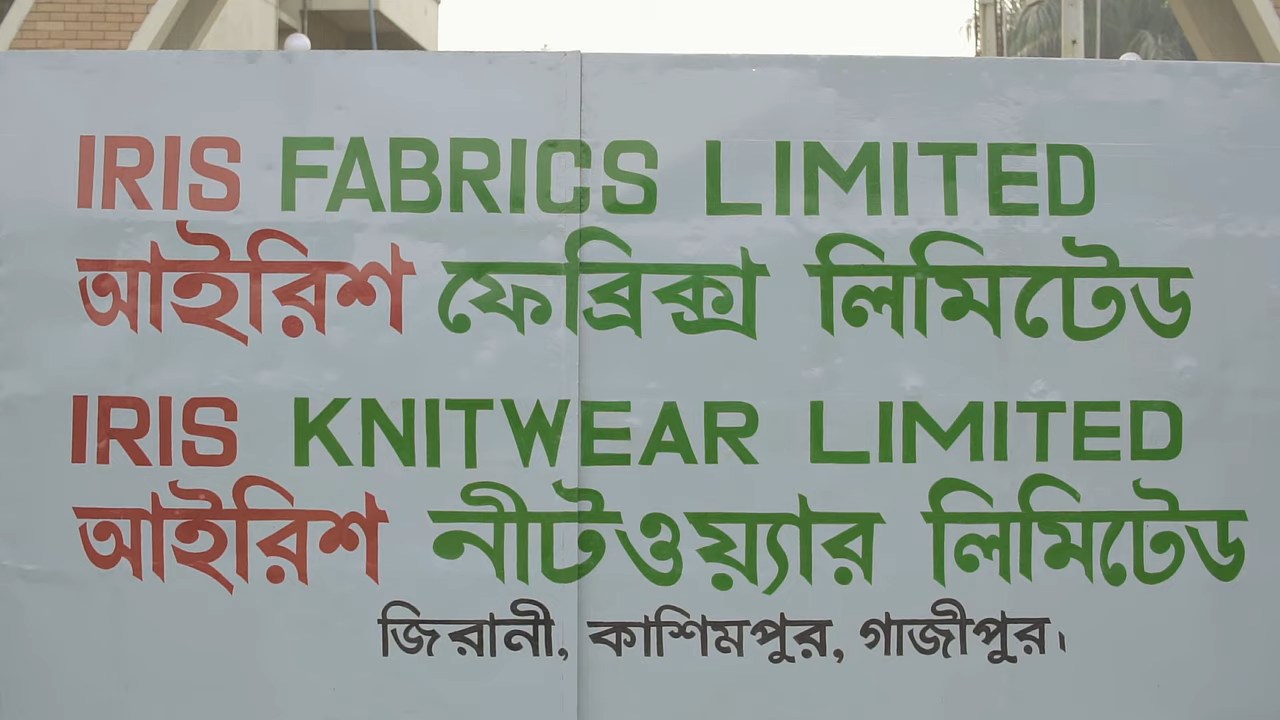 IRIS FABRICS LIMITED
আইরিশ ফেব্রিক্স লিমিটেড
IRIS KNITWEAR LIMITED
আইরিশ নীটওয়্যার লিমিটেড
জিরানী, কাশিমপুর, গাজীপুর।